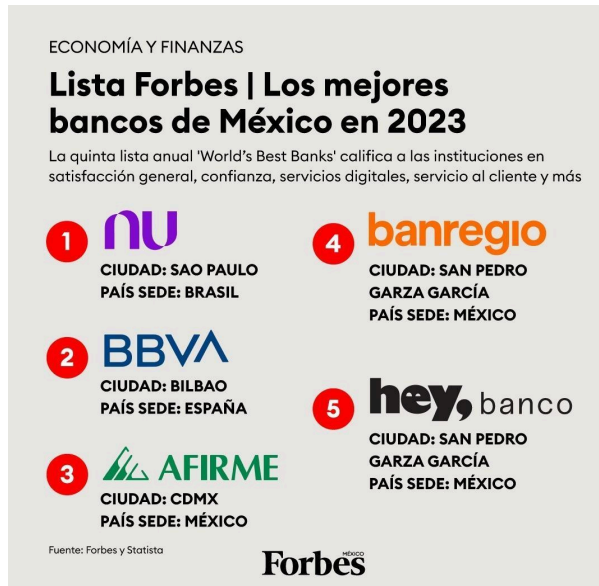 ECONOMÍA Y FINANZAS
Lista Forbes | Los mejores
bancos de México en 2023
La quinta lista anual 'World's Best Banks' califica a las instituciones en
satisfacción general, confianza, servicios digitales, servicio al cliente y más
1
nu
CIUDAD: SAO PAULO
PAÍS SEDE: BRASIL
2
BBVA
CIUDAD: BILBAO
PAÍS SEDE: ESPAÑA
3
AFIRME
CIUDAD: CDMX
PAÍS SEDE: MÉXICO
4
banregio
CIUDAD: SAN PEDRO
GARZA GARCÍA
PAÍS SEDE: MÉXICO
5
hey, banco
CIUDAD: SAN PEDRO
GARZA GARCÍA
PAÍS SEDE: MÉXICO
Fuente: Forbes y Statista
Forbes
MÉXICO